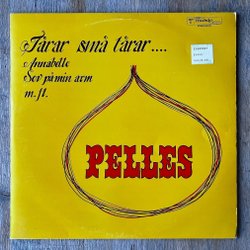 Tårar små tårar....
Annabelle
Sov på min arm
m.fl.
PELLES